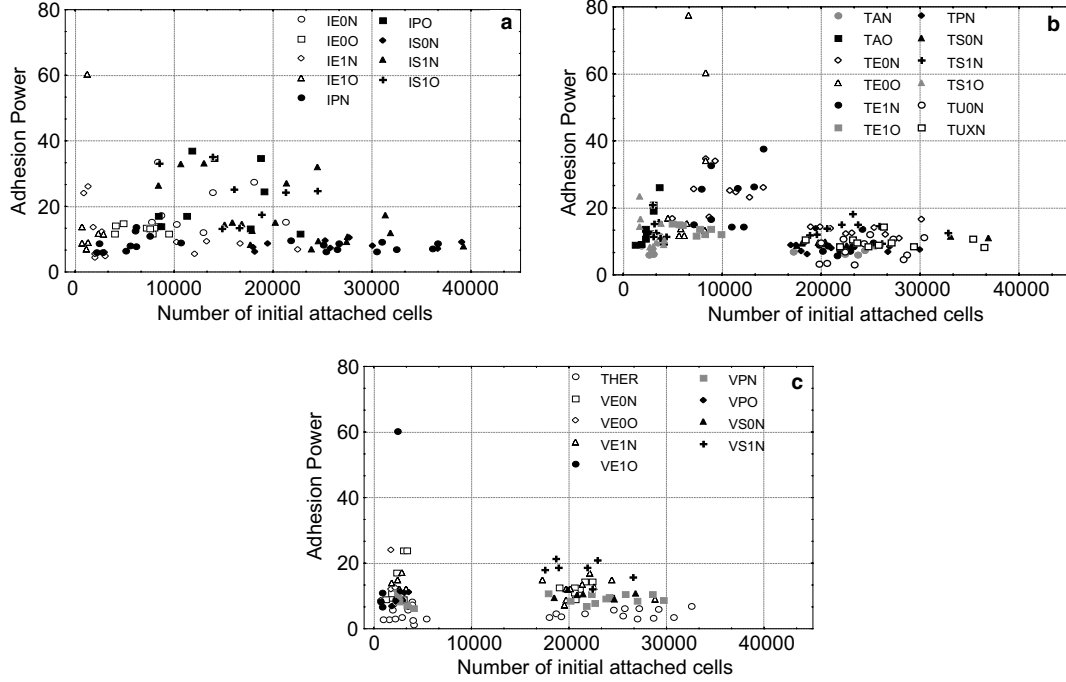 a
80
60
40
20
0
Adhesion Power
IE0N
IE0O
IE1N
IE1O
IPN
IPO
IS0N
IS1N
IS1O
0 10000 20000 30000 40000
Number of initial attached cells
b
80
60
40
20
0
Adhesion Power
TAN
TAO
TE0N
TE0O
TE1N
TE1O
TPN
TS0N
TS1N
TS1O
TU0N
TUXN
0 10000 20000 30000 40000
Number of initial attached cells
c
80
60
40
20
0
Adhesion Power
THER
VE0N
VE0O
VE1N
VE1O
VPN
VPO
VS0N
VS1N
0 10000 20000 30000 40000
Number of initial attached cells